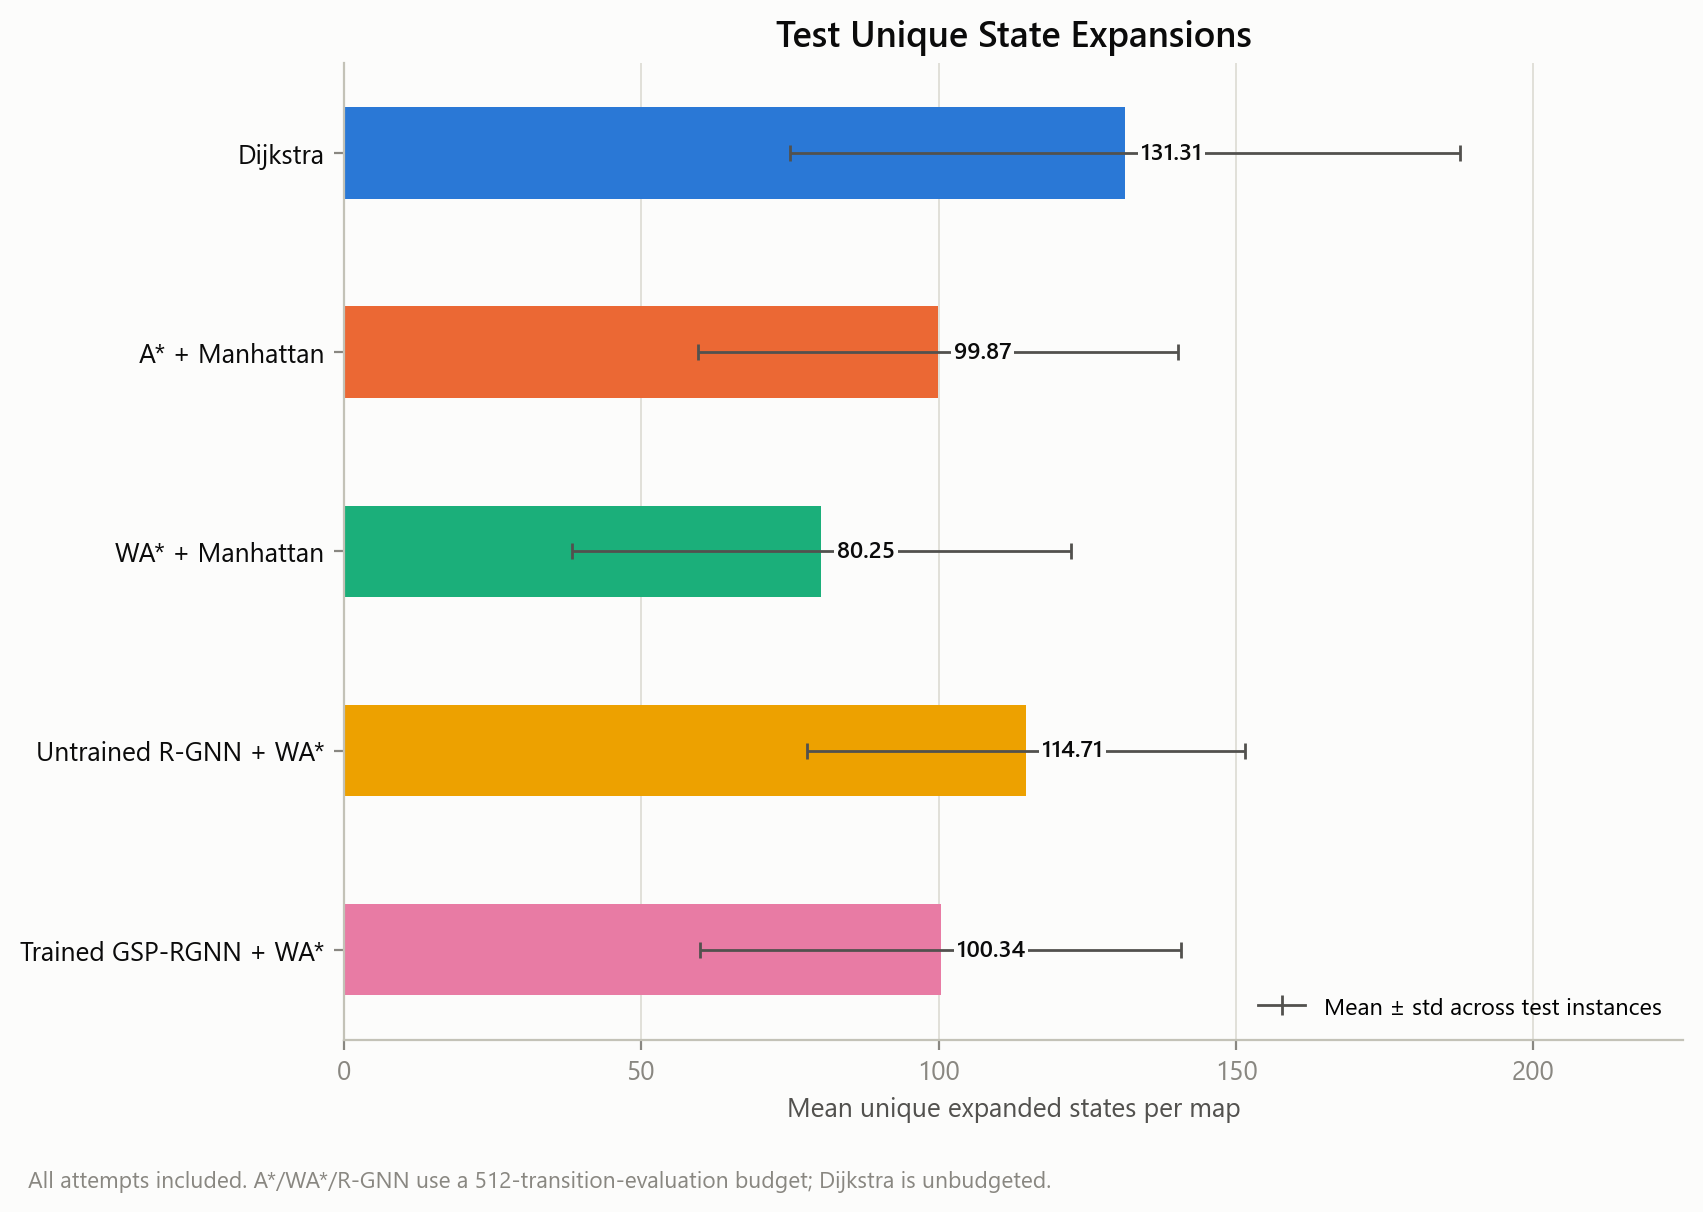 Test Unique State Expansions
Dijkstra
131.31
A* + Manhattan
99.87
WA* + Manhattan
80.25
Untrained R-GNN + WA*
114.71
Trained GSP-RGNN + WA*
100.34
Mean ± std across test instances
0 50 100 150 200
Mean unique expanded states per map
All attempts included. A*/WA*/R-GNN use a 512-transition-evaluation budget; Dijkstra is unbudgeted.